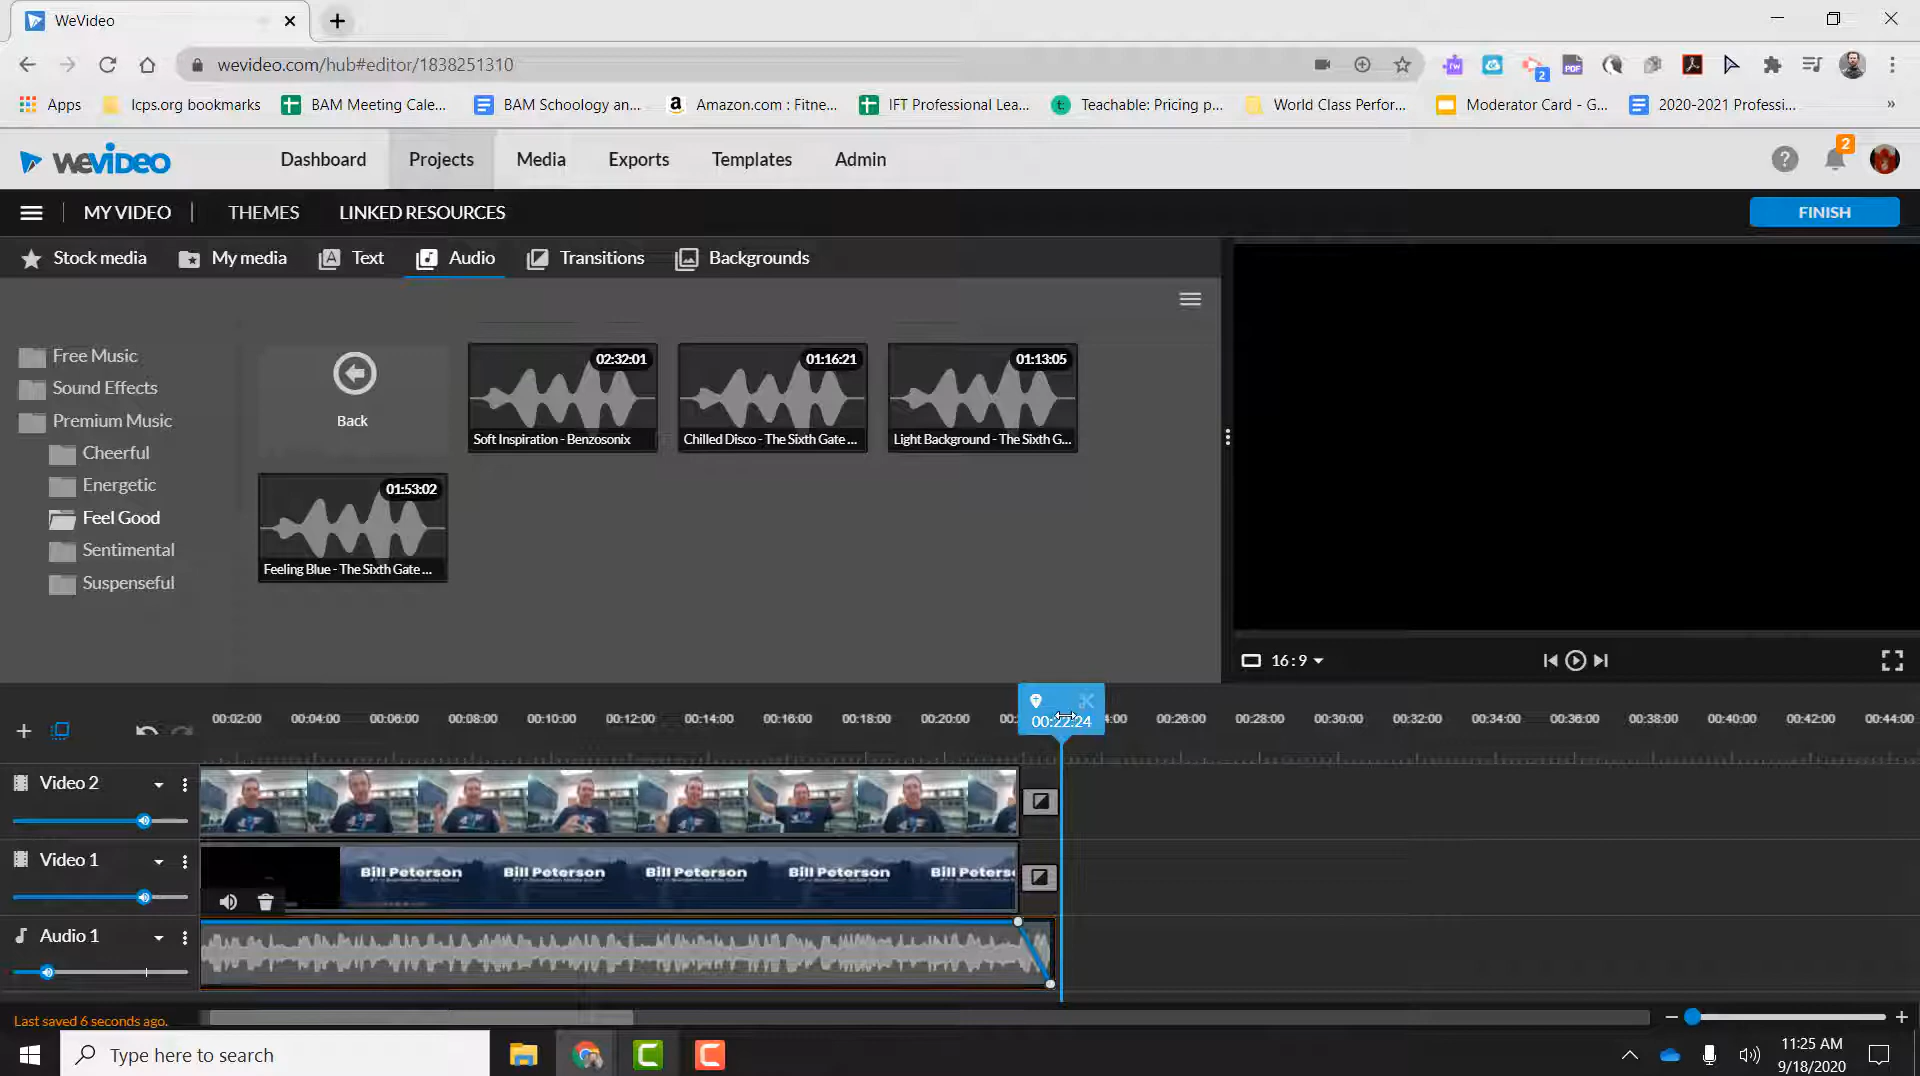 WeVideo
wevideo.com/hub#editor/1838251310
2
PDF
Apps
lcps.org bookmarks
BAM Meeting Cale...
BAM Schoology an...
Amazon.com : Fitne...
IFT Professional Lea...
Teachable: Pricing p...
World Class Perfor...
Moderator Card - G...
2020-2021 Professi...
»
WEVIDEO
Dashboard
Projects
Media
Exports
Templates
Admin
?
2
MY VIDEO
THEMES
LINKED RESOURCES
FINISH
Stock media
My media
Text
Audio
Transitions
Backgrounds
Free Music
Sound Effects
Premium Music
Cheerful
Energetic
Feel Good
Sentimental
Suspenseful
Back
02:32:01
Soft Inspiration - Benzosonix
01:16:21
Chilled Disco - The Sixth Gate ...
01:13:05
Light Background - The Sixth G...
01:53:02
Feeling Blue - The Sixth Gate ...
16:9
00:02:00 00:04:00 00:06:00 00:08:00 00:10:00 00:12:00 00:14:00 00:16:00 00:18:00 00:20:00 00:26:00 00:28:00 00:30:00 00:32:00 00:34:00 00:36:00 00:38:00 00:40:00 00:42:00 00:44:00
00:22:24
Video 2
Video 1
Bill Peterson Bill Peterson Bill Peterson Bill Peterson Bill Peters
Audio 1
Last saved 6 seconds ago.
Type here to search
11:25 AM
9/18/2020